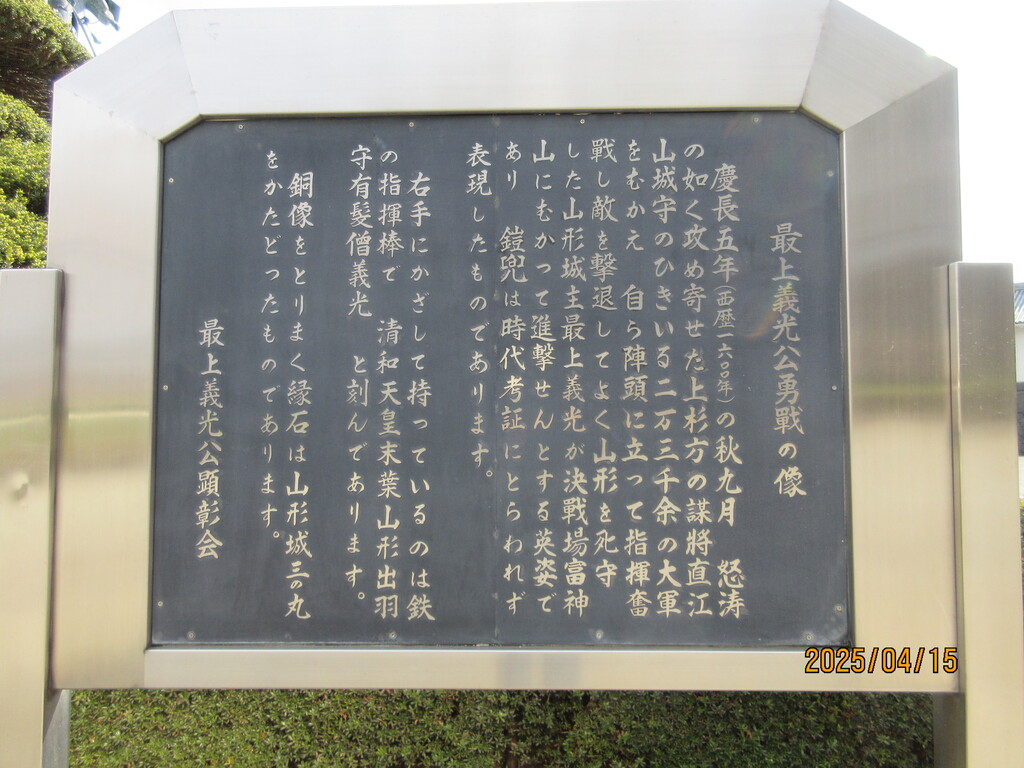 最上義光公勇戰の像
慶長五年（西歴一六〇〇年）の秋九月　怒涛
の如く攻め寄せた上杉方の謀將直江
山城守のひきいる二万三千余の大軍
をむかえ　自ら陣頭に立って指揮奮
戰し敵を撃退してよく山形を死守
した山形城主最上義光が決戰場富神
山にむかって進撃せんとする英姿で
あり　鎧兜は時代考証にとらわれず
表現したものであります。
右手にかざして持っているのは鉄
の指揮棒で　清和天皇末葉山形出羽
守有髪僧義光　と刻んであります。
銅像をとりまく縁石は山形城三の丸
をかたどったものであります。
最上義光公顕彰会
2025/04/15